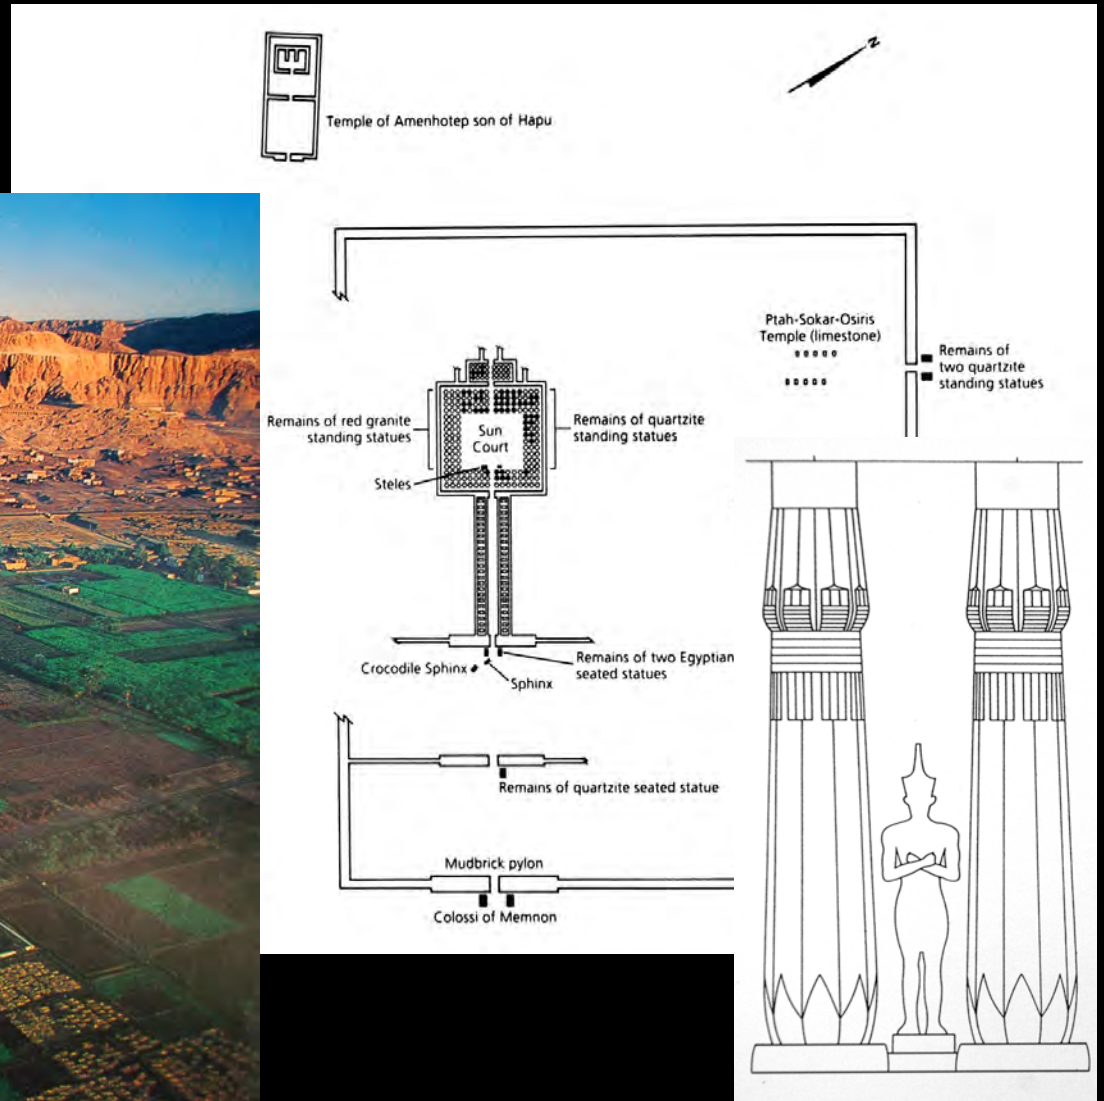 N
Temple of Amenhotep son of Hapu
Ptah-Sokar-Osiris
Temple (limestone)
Remains of
two quartzite
standing statues
Remains of red granite
standing statues
Sun
Court
Remains of quartzite
standing statues
Steles
Crocodile Sphinx
Sphinx
Remains of two Egyptian
seated statues
Remains of quartzite seated statue
Mudbrick pylon
Colossi of Memnon